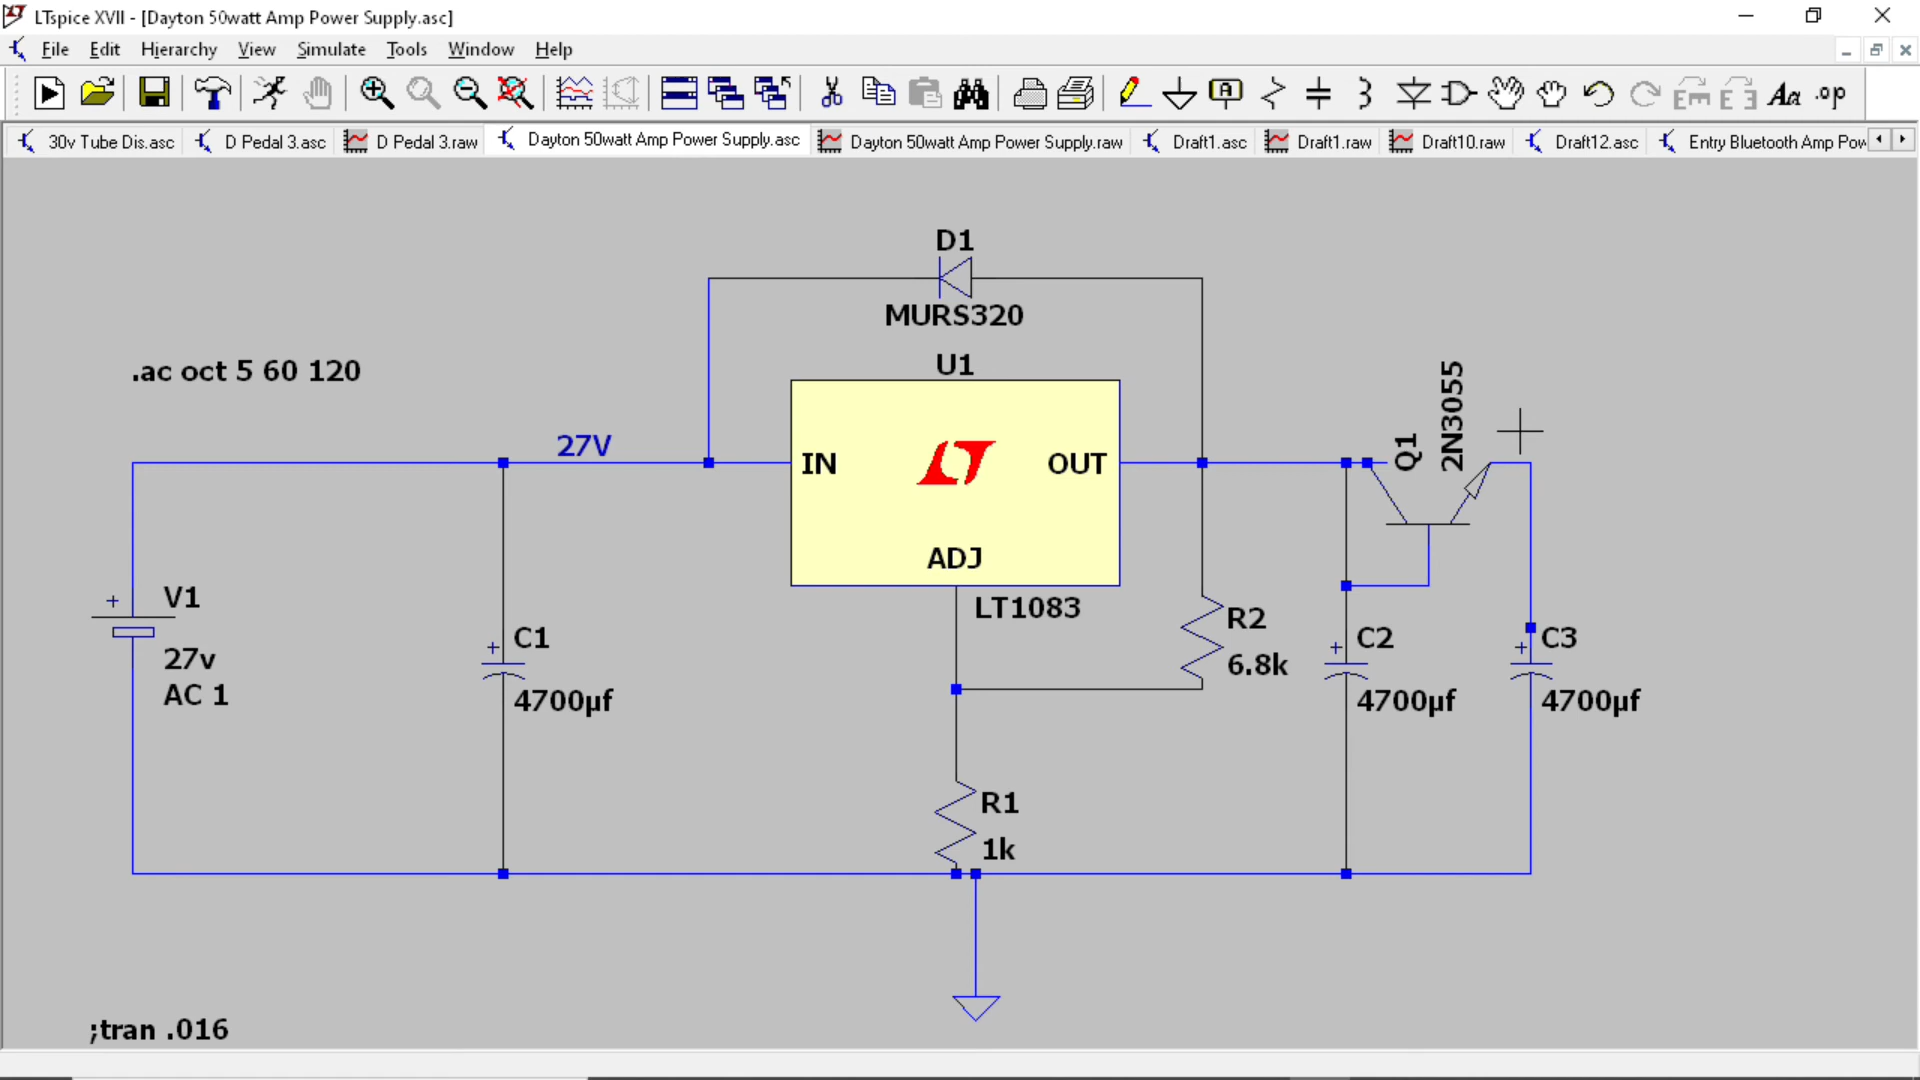 LTspice XVII - [Dayton 50watt Amp Power Supply.asc]
File Edit Hierarchy View Simulate Tools Window Help
A Aa .op
30v Tube Dis.asc D Pedal 3.asc D Pedal 3.raw Dayton 50watt Amp Power Supply.asc Dayton 50watt Amp Power Supply.raw Draft1.asc Draft1.raw Draft10.raw Draft12.asc Entry Bluetooth Amp Pow
D1
MURS320
U1
.ac oct 5 60 120
27V
IN
OUT
ADJ
LT1083
Q1
2N3055
+
V1
27v
AC 1
+
C1
4700µf
R2
6.8k
+
C2
4700µf
+
C3
4700µf
R1
1k
;tran .016